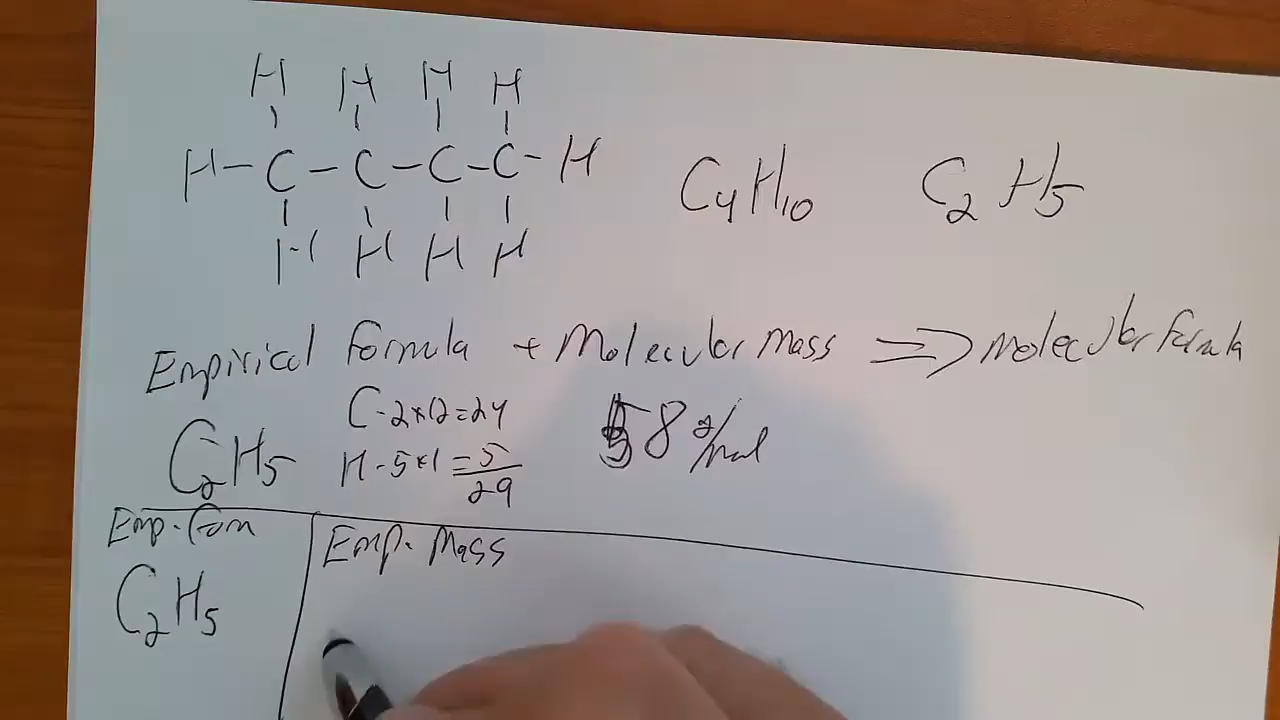 H H H H
H-C-C-C-C-H C4H10 C2H5
H H H H
Empirical formula + Molecular Mass => molecular formula
C-2×12=24
C2H5 H-5×1=5 58 g/mol
29
Emp. Form Emp. Mass
C2H5